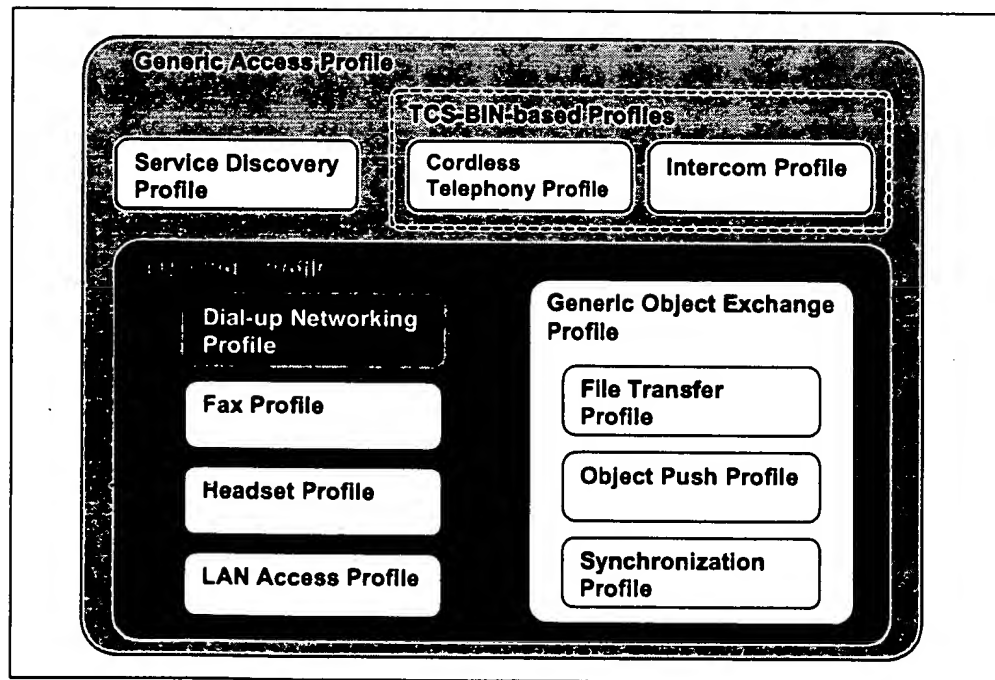 Generic Access Profile
TCS-BIN-based Profiles
Service Discovery
Profile
Cordless
Telephony Profile
Intercom Profile
Profile
Dial-up Networking
Profile
Fax Profile
Headset Profile
LAN Access Profile
Generic Object Exchange
Profile
File Transfer
Profile
Object Push Profile
Synchronization
Profile